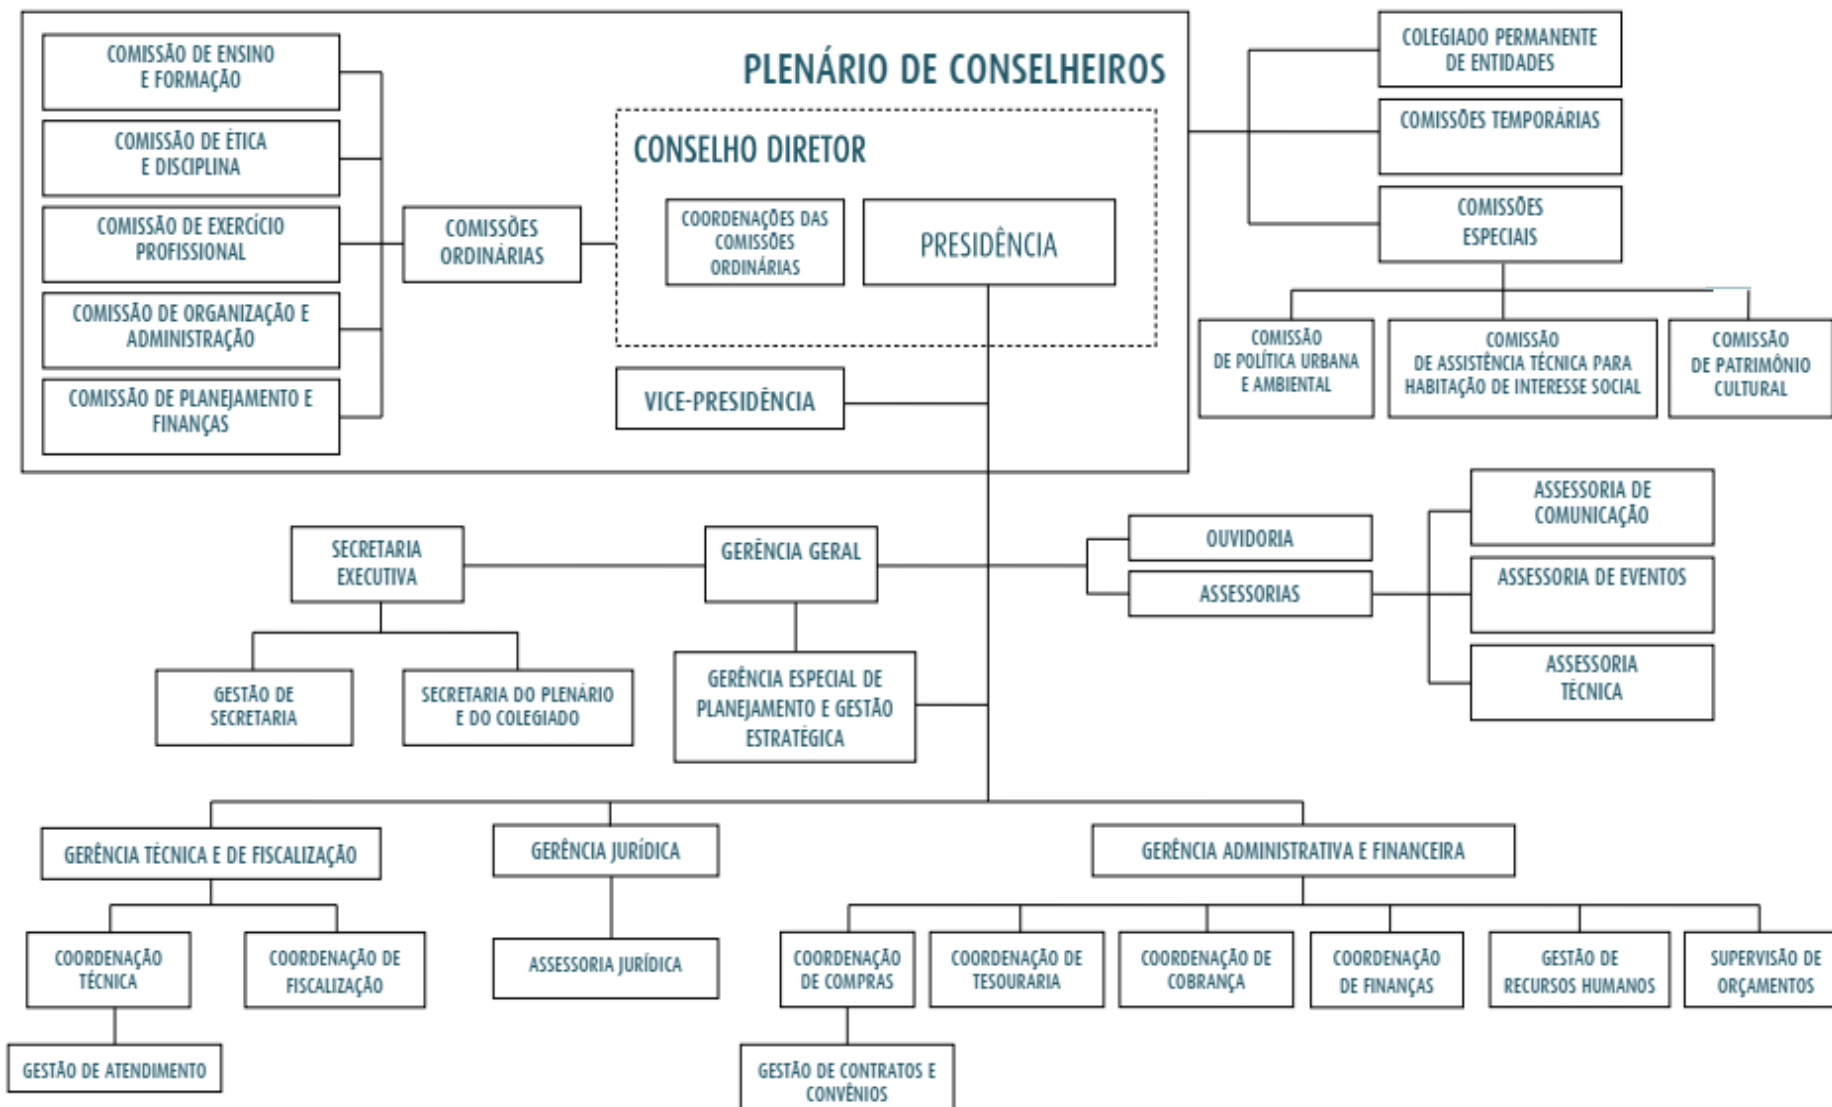 COMISSÃO DE ENSINO
E FORMAÇÃO
COMISSÃO DE ÉTICA
E DISCIPLINA
COMISSÃO DE EXERCÍCIO
PROFISSIONAL
COMISSÃO DE ORGANIZAÇÃO E
ADMINISTRAÇÃO
COMISSÃO DE PLANEJAMENTO E
FINANÇAS
COMISSÕES
ORDINÁRIAS
PLENÁRIO DE CONSELHEIROS
CONSELHO DIRETOR
COORDENAÇÕES DAS
COMISSÕES
ORDINÁRIAS
PRESIDÊNCIA
VICE-PRESIDÊNCIA
COLEGIADO PERMANENTE
DE ENTIDADES
COMISSÕES TEMPORÁRIAS
COMISSÕES
ESPECIAIS
COMISSÃO
DE POLÍTICA URBANA
E AMBIENTAL
COMISSÃO
DE ASSISTÊNCIA TÉCNICA PARA
HABITAÇÃO DE INTERESSE SOCIAL
COMISSÃO
DE PATRIMÔNIO
CULTURAL
SECRETARIA
EXECUTIVA
GERÊNCIA GERAL
OUVIDORIA
ASSESSORIAS
ASSESSORIA DE
COMUNICAÇÃO
ASSESSORIA DE EVENTOS
ASSESSORIA
TÉCNICA
GESTÃO DE
SECRETARIA
SECRETARIA DO PLENÁRIO
E DO COLEGIADO
GERÊNCIA ESPECIAL DE
PLANEJAMENTO E GESTÃO
ESTRATÉGICA
GERÊNCIA TÉCNICA E DE FISCALIZAÇÃO
GERÊNCIA JURÍDICA
GERÊNCIA ADMINISTRATIVA E FINANCEIRA
COORDENAÇÃO
TÉCNICA
COORDENAÇÃO DE
FISCALIZAÇÃO
ASSESSORIA JURÍDICA
COORDENAÇÃO
DE COMPRAS
COORDENAÇÃO DE
TESOURARIA
COORDENAÇÃO DE
COBRANÇA
COORDENAÇÃO
DE FINANÇAS
GESTÃO DE
RECURSOS HUMANOS
SUPERVISÃO DE
ORÇAMENTOS
GESTÃO DE ATENDIMENTO
GESTÃO DE CONTRATOS E
CONVÊNIOS